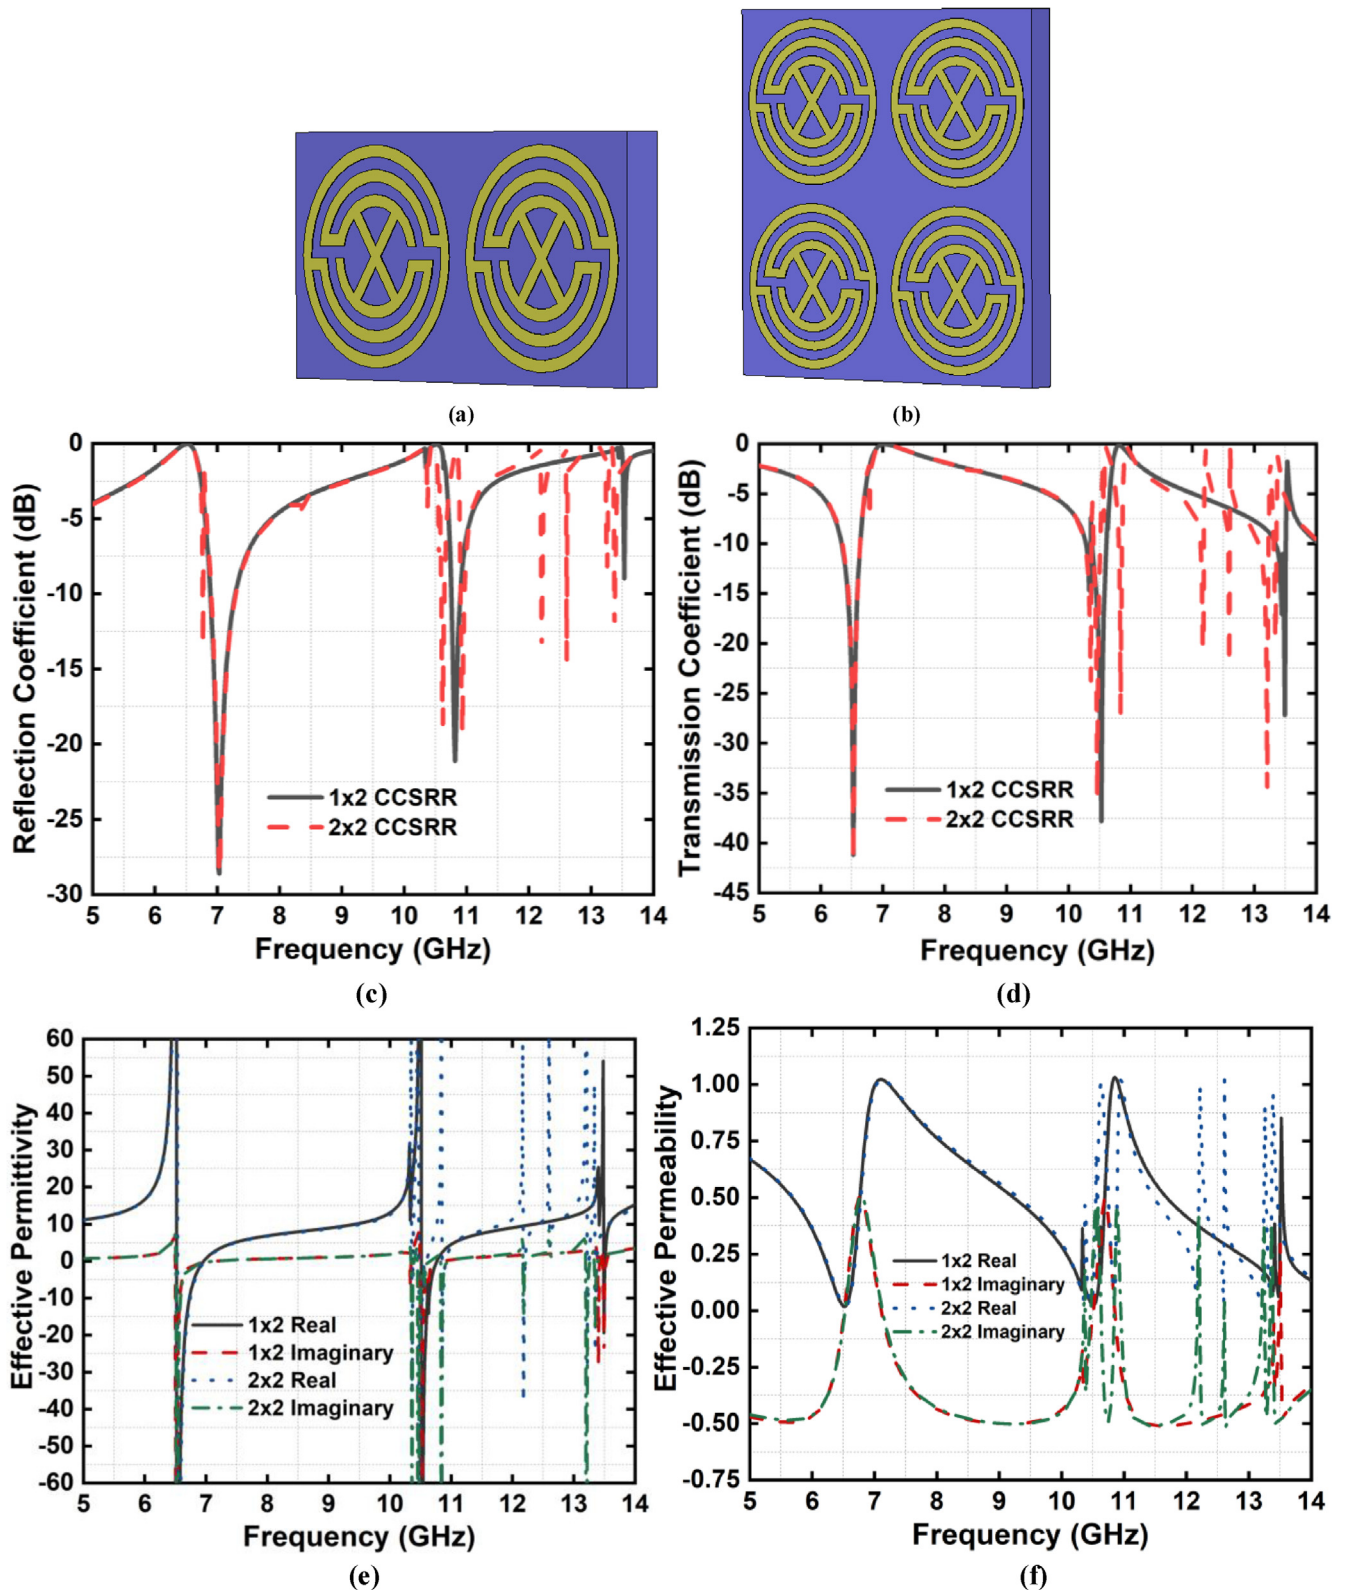 (a)
(b)
0
-5
-10
-15
-20
-25
-30
Reflection Coefficient (dB)
1x2 CCSRR
2x2 CCSRR
5 6 7 8 9 10 11 12 13 14
Frequency (GHz)
(c)
0
-5
-10
-15
-20
-25
-30
-35
-40
-45
Transmission Coefficient (dB)
1x2 CCSRR
2x2 CCSRR
5 6 7 8 9 10 11 12 13 14
Frequency (GHz)
(d)
60
50
40
30
20
10
0
-10
-20
-30
-40
-50
-60
Effective Permittivity
1x2 Real
1x2 Imaginary
2x2 Real
2x2 Imaginary
5 6 7 8 9 10 11 12 13 14
Frequency (GHz)
(e)
1.25
1.00
0.75
0.50
0.25
0.00
-0.25
-0.50
-0.75
Effective Permeability
1x2 Real
1x2 Imaginary
2x2 Real
2x2 Imaginary
5 6 7 8 9 10 11 12 13 14
Frequency (GHz)
(f)